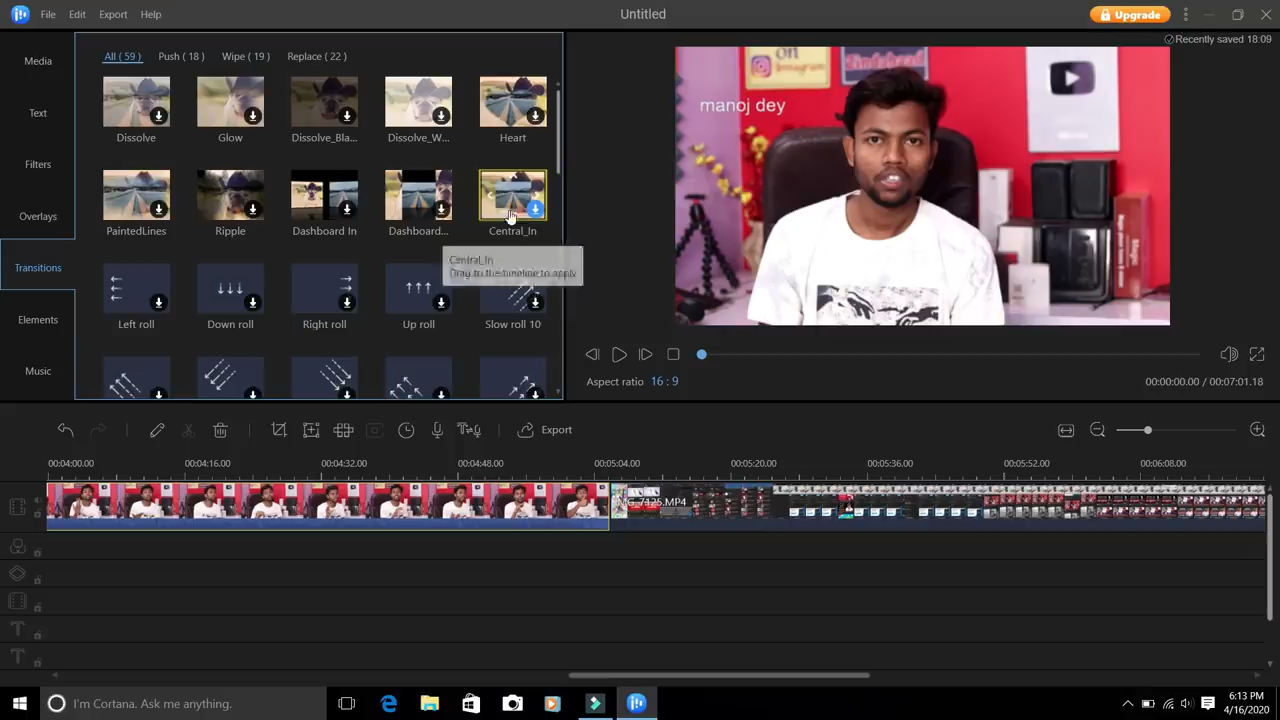 File Edit Export Help
Untitled
Upgrade
Recently saved 18:09
Media
Text
Filters
Overlays
Transitions
Elements
Music
All ( 59 ) Push ( 18 ) Wipe ( 19 ) Replace ( 22 )
Dissolve Glow Dissolve_Bla... Dissolve_W... Heart
PaintedLines Ripple Dashboard In Dashboard... Central_In
Central_In
Drag to the timeline to apply
Left roll Down roll Right roll Up roll Slow roll 10
on
Zindabaad
manoj dey
Aspect ratio 16 : 9
00:00:00.00 / 00:07:01.18
Export
00:04:00.00 00:04:16.00 00:04:32.00 00:04:48.00 00:05:04.00 00:05:20.00 00:05:36.00 00:05:52.00 00:06:08.00
G_7125.MP4
I'm Cortana. Ask me anything.
6:13 PM
4/16/2020